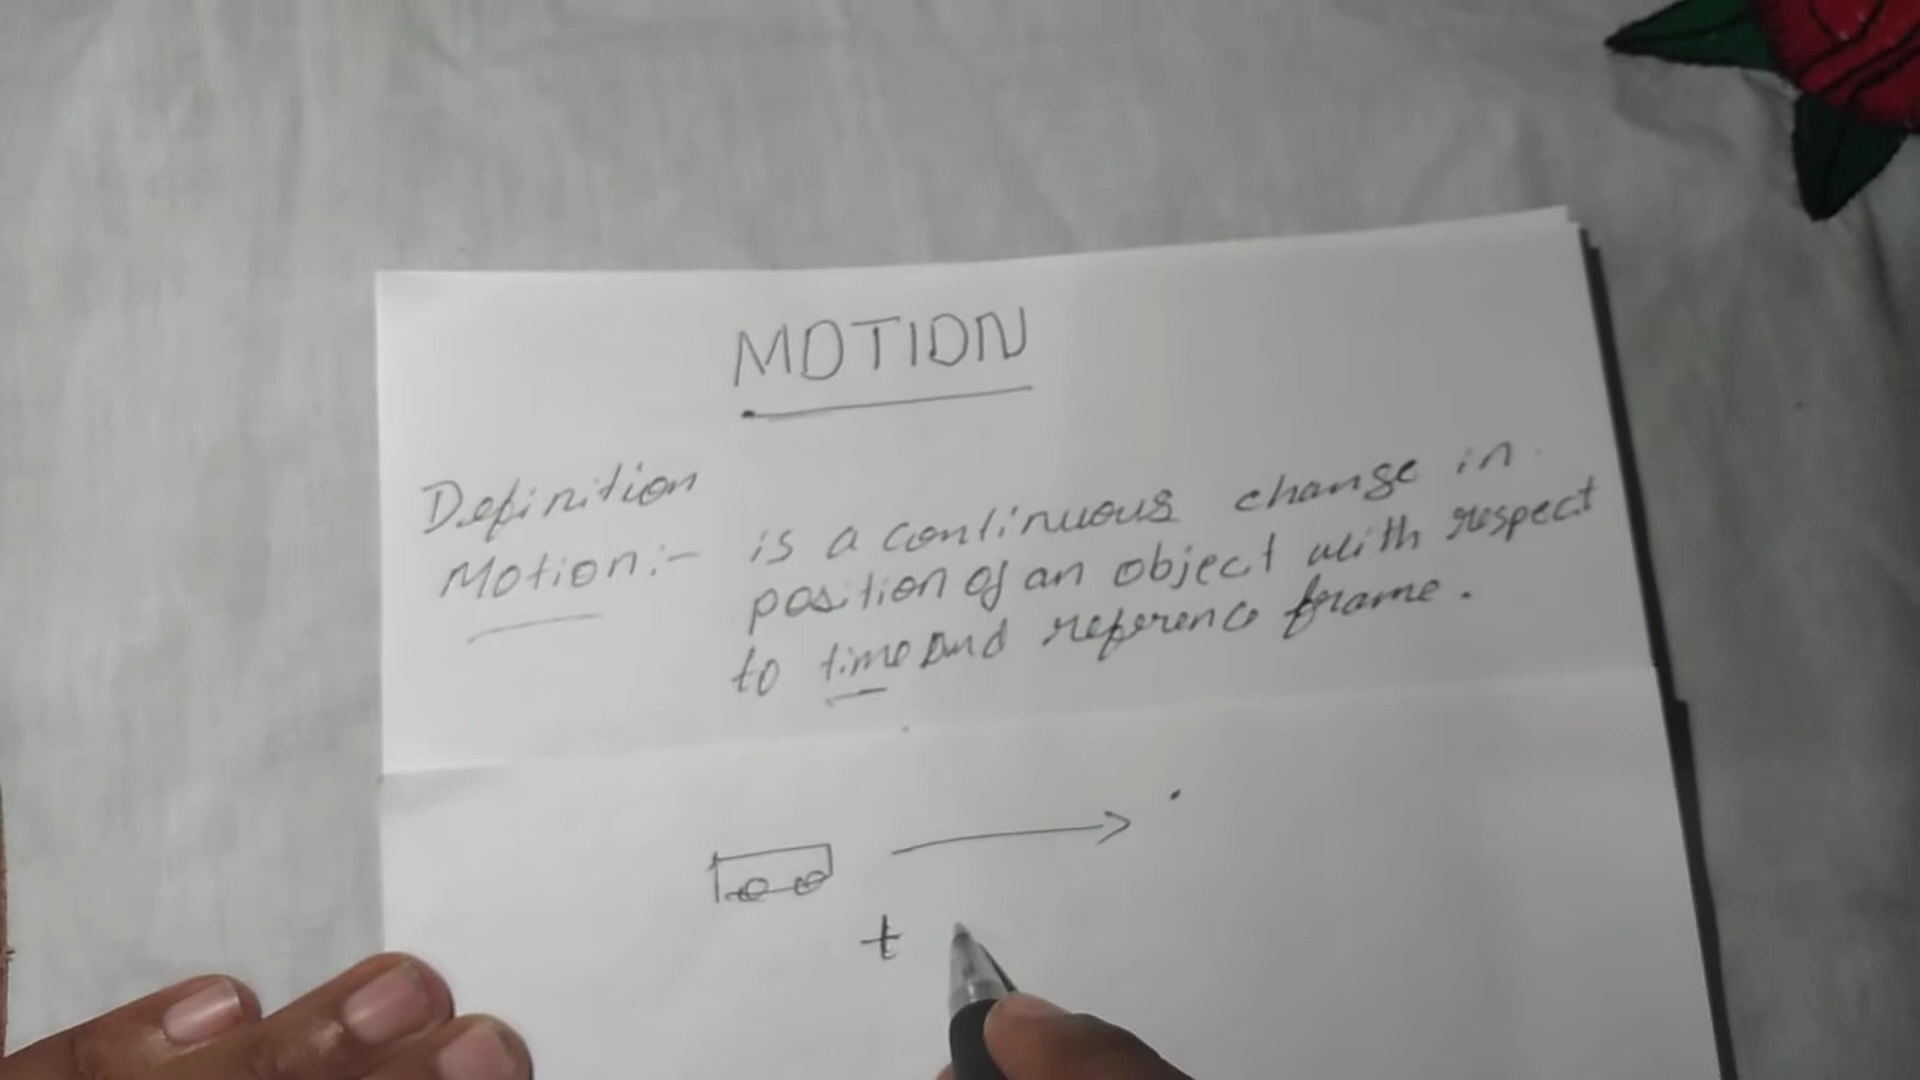 MOTION
Definition
Motion:- is a continuous change in
position of an object with respect
to time and reference frame.
t